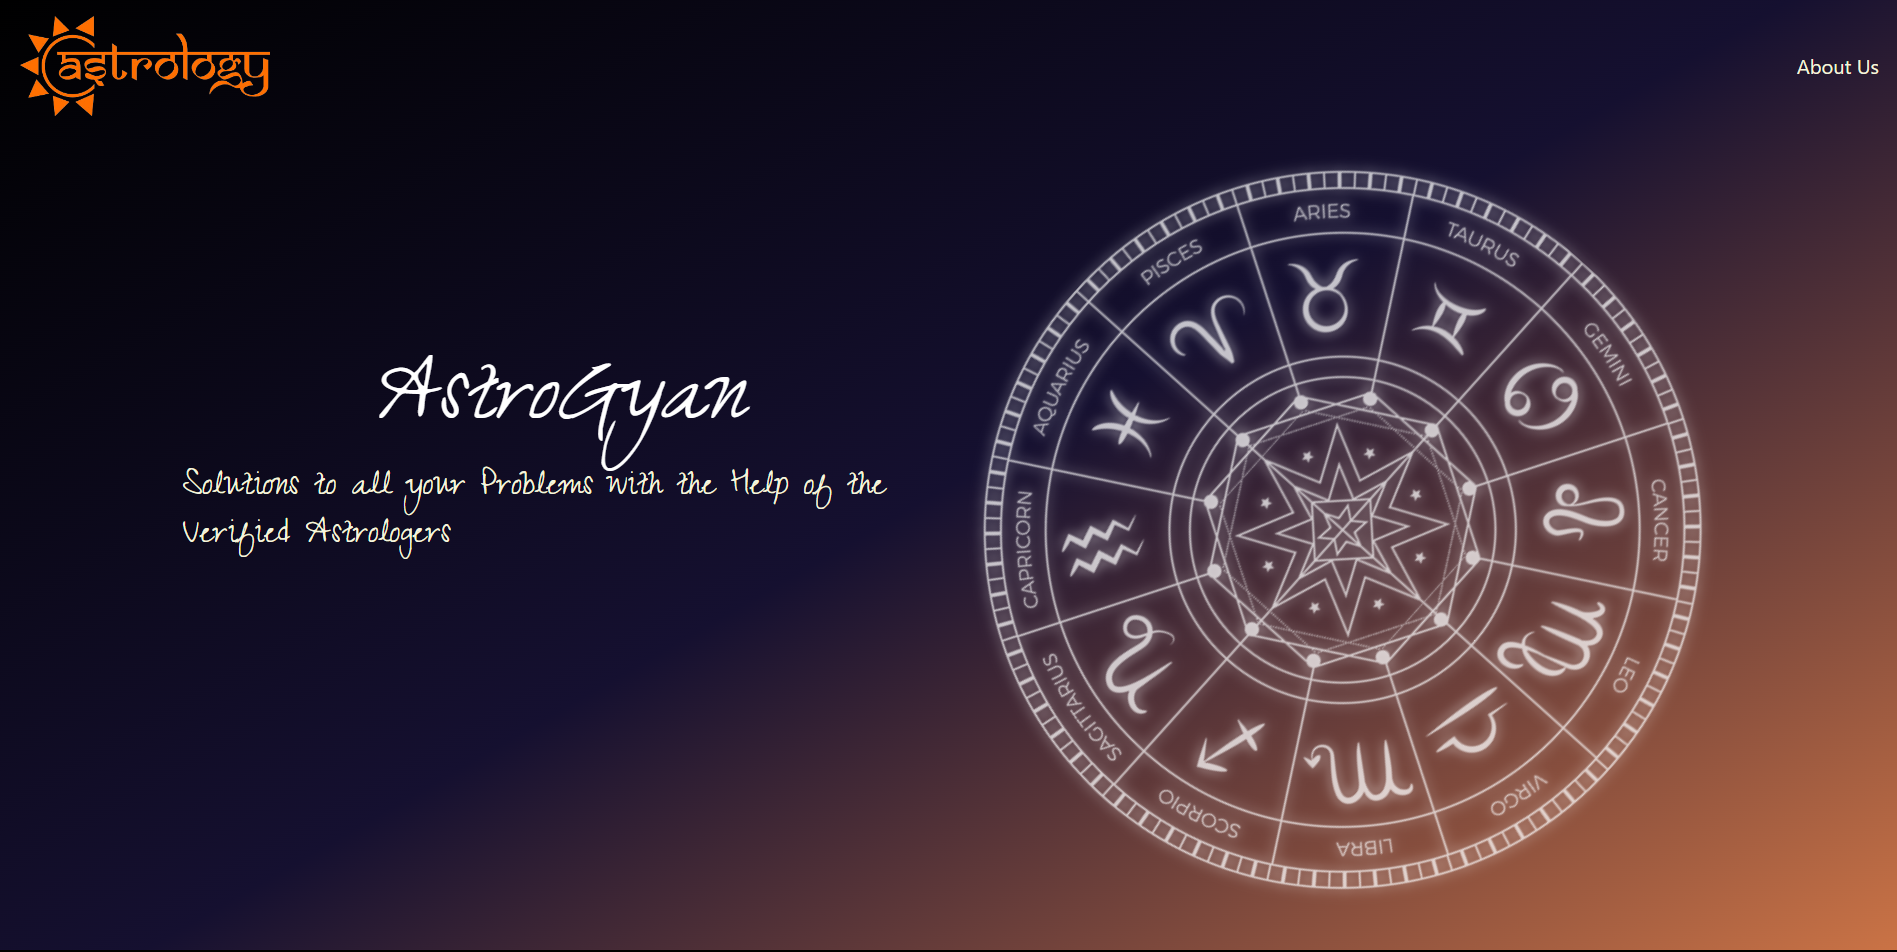 astrology
About Us
AstroGyan
Solutions to all your Problems with the Help of the
Verified Astrologers
ARIES
TAURUS
GEMINI
CANCER
LEO
VIRGO
LIBRA
SCORPIO
SAGITTARIUS
CAPRICORN
AQUARIUS
PISCES